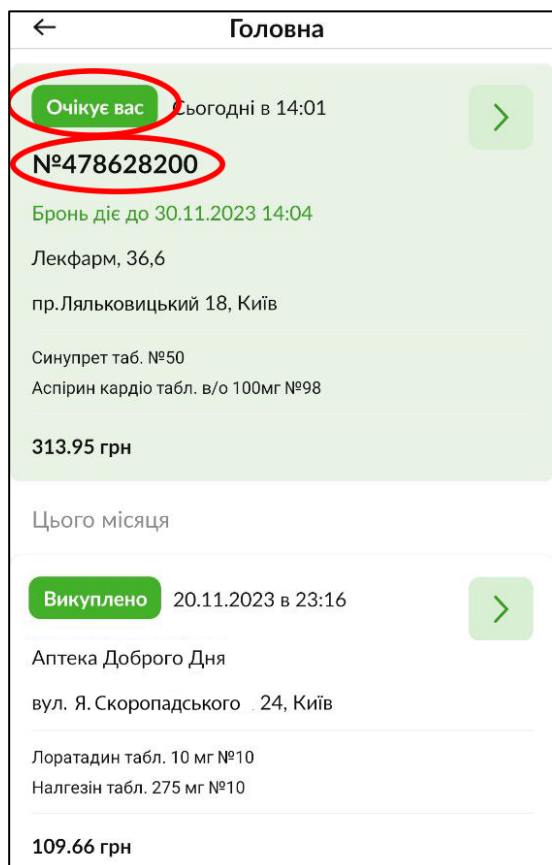 Головна
Очікує вас Сьогодні в 14:01
№478628200
Бронь діє до 30.11.2023 14:04
Лекфарм, 36,6
пр.Ляльковицький 18, Київ
Синупрет таб. №50
Аспірин кардіо табл. в/о 100мг №98
313.95 грн
Цього місяця
Викуплено 20.11.2023 в 23:16
Аптека Доброго Дня
вул. Я.Скоропадського 24, Київ
Лоратадин табл. 10 мг №10
Налгезін табл. 275 мг №10
109.66 грн